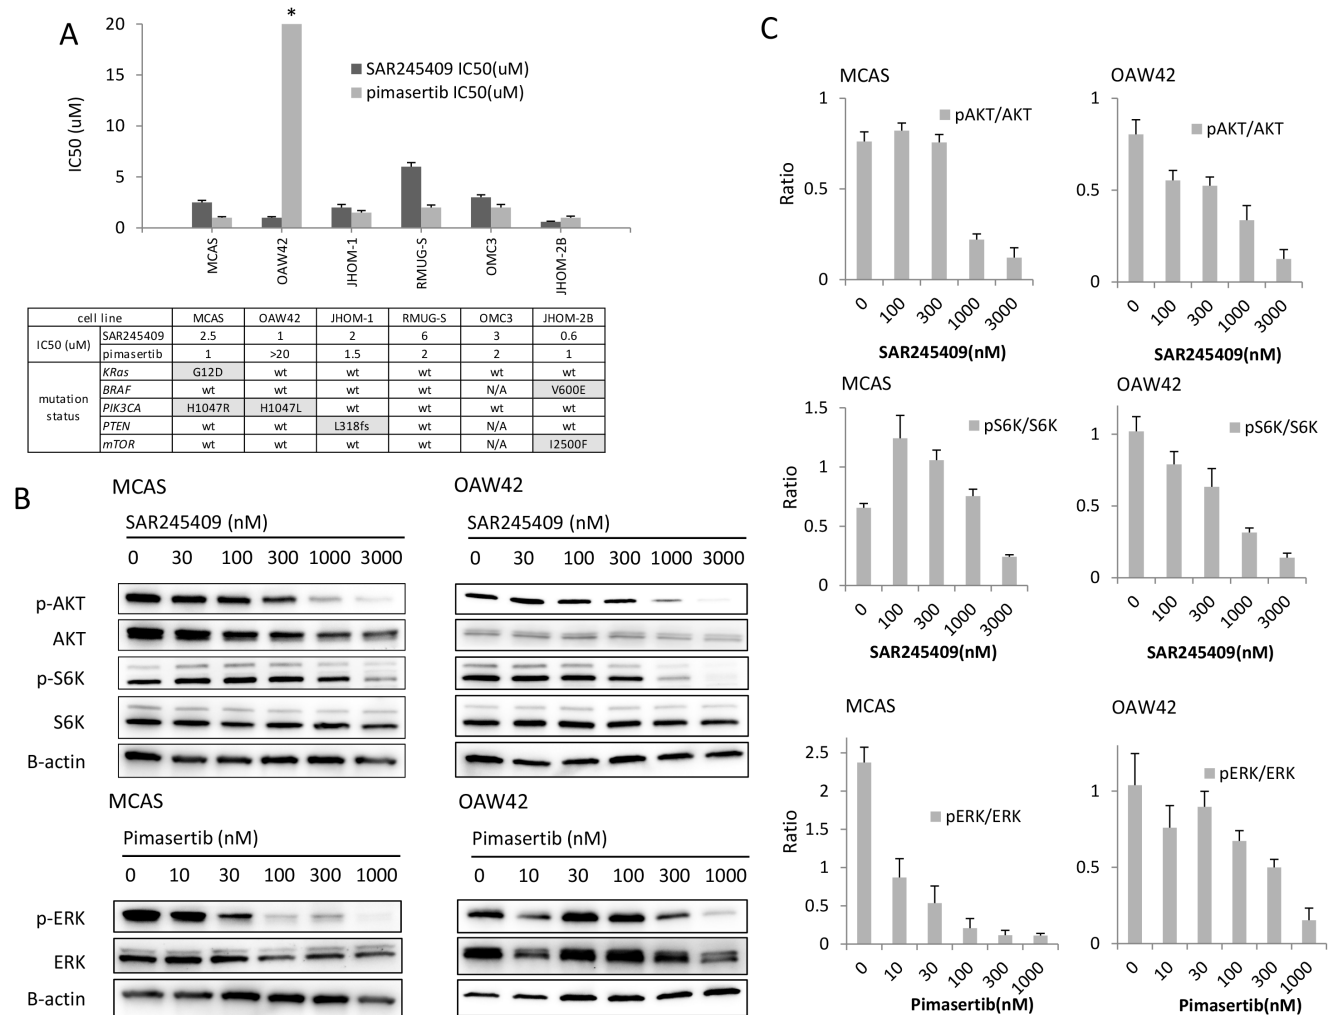 A
*
20
15
10
5
0
IC50 (uM)
SAR245409 IC50(uM)
pimasertib IC50(uM)
MCAS
OAW42
JHOM-1
RMUG-S
OMC3
JHOM-2B
cell line MCAS OAW42 JHOM-1 RMUG-S OMC3 JHOM-2B
IC50 (uM) SAR245409 2.5 1 2 6 3 0.6
pimasertib 1 >20 1.5 2 2 1
mutation status
KRas G12D wt wt wt wt wt
BRAF wt wt wt wt N/A V600E
PIK3CA H1047R H1047L wt wt wt wt
PTEN wt wt L318fs wt N/A wt
mTOR wt wt wt wt N/A I2500F
B
MCAS
SAR245409 (nM)
0 30 100 300 1000 3000
OAW42
SAR245409 (nM)
0 30 100 300 1000 3000
p-AKT
AKT
p-S6K
S6K
B-actin
MCAS
Pimasertib (nM)
0 10 30 100 300 1000
OAW42
Pimasertib (nM)
0 10 30 100 300 1000
p-ERK
ERK
B-actin
C
MCAS
1
0.5
0
Ratio
pAKT/AKT
0 100 300 1000 3000
SAR245409(nM)
OAW42
1
0.5
0
pAKT/AKT
0 100 300 1000 3000
SAR245409(nM)
MCAS
1.5
1
0.5
0
Ratio
pS6K/S6K
0 100 300 1000 3000
SAR245409(nM)
OAW42
1
0.5
0
pS6K/S6K
0 100 300 1000 3000
SAR245409(nM)
MCAS
2.5
2
1.5
1
0.5
0
Ratio
pERK/ERK
0 10 30 100 300 1000
Pimasertib(nM)
OAW42
1
0.5
0
pERK/ERK
0 10 30 100 300 1000
Pimasertib(nM)